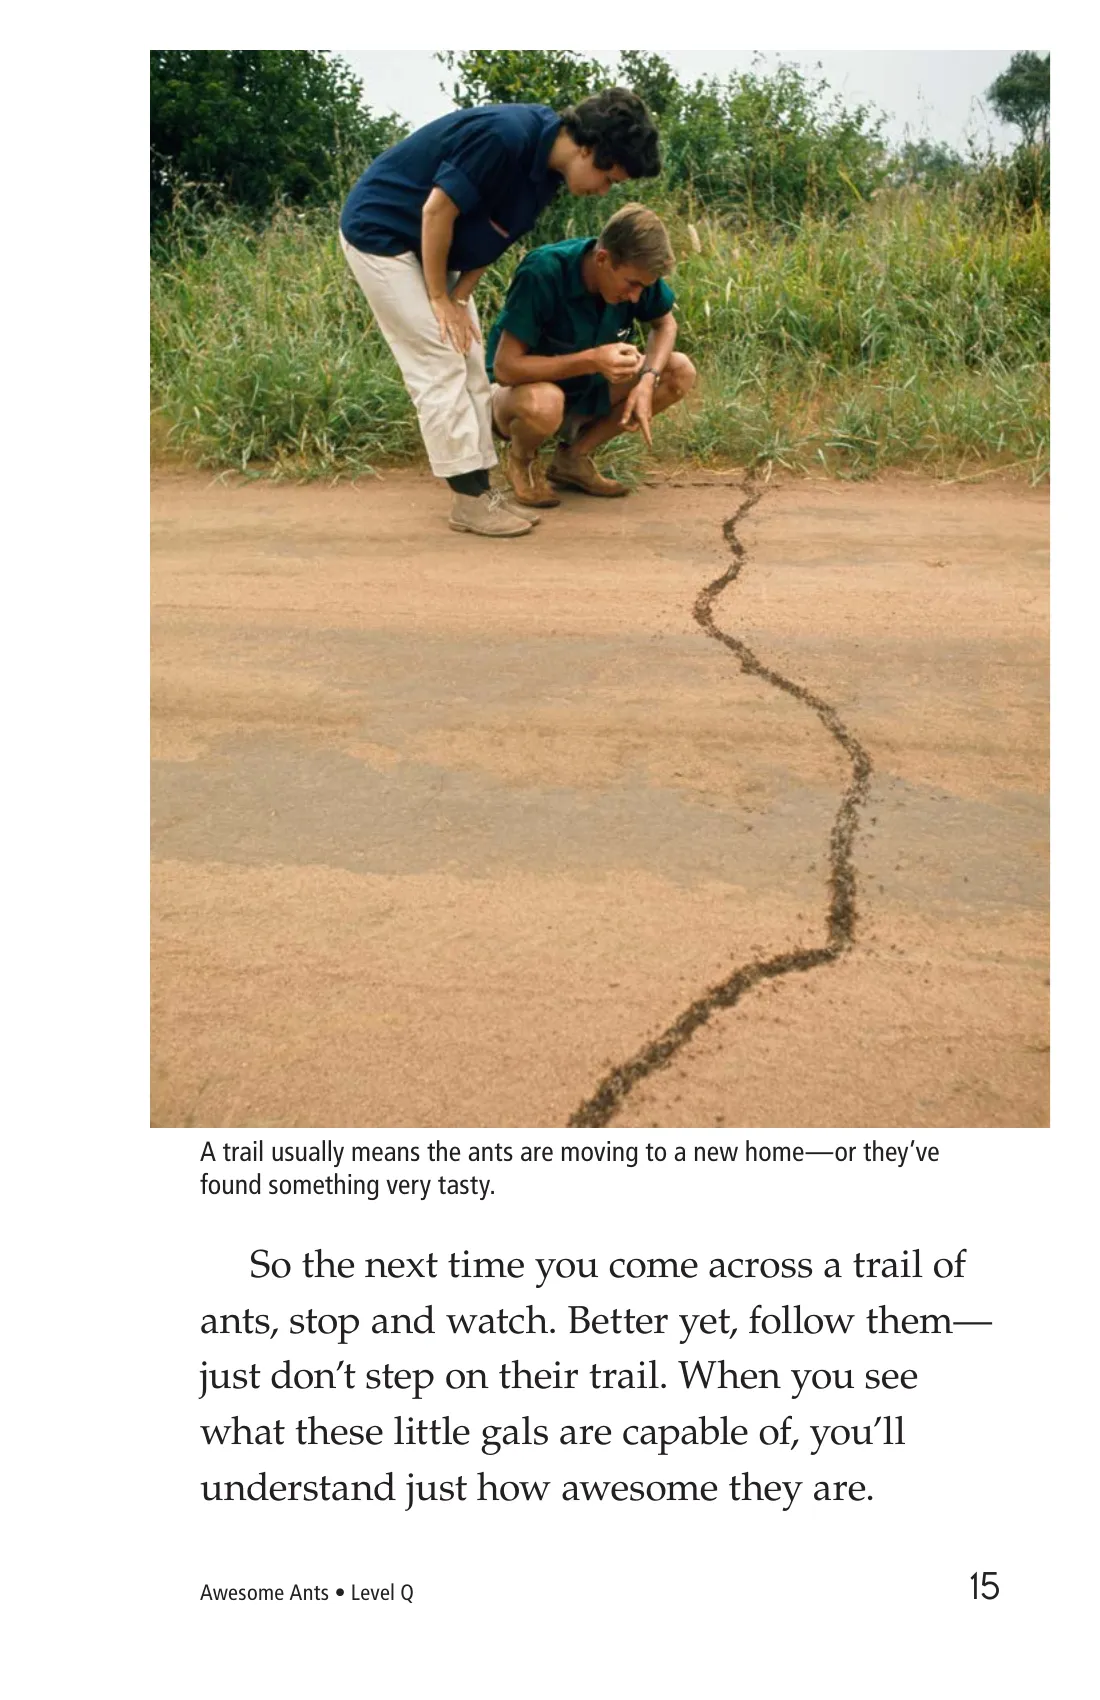 A trail usually means the ants are moving to a new home—or they’ve
found something very tasty.
So the next time you come across a trail of
ants, stop and watch. Better yet, follow them—
just don’t step on their trail. When you see
what these little gals are capable of, you’ll
understand just how awesome they are.
Awesome Ants • Level Q
15